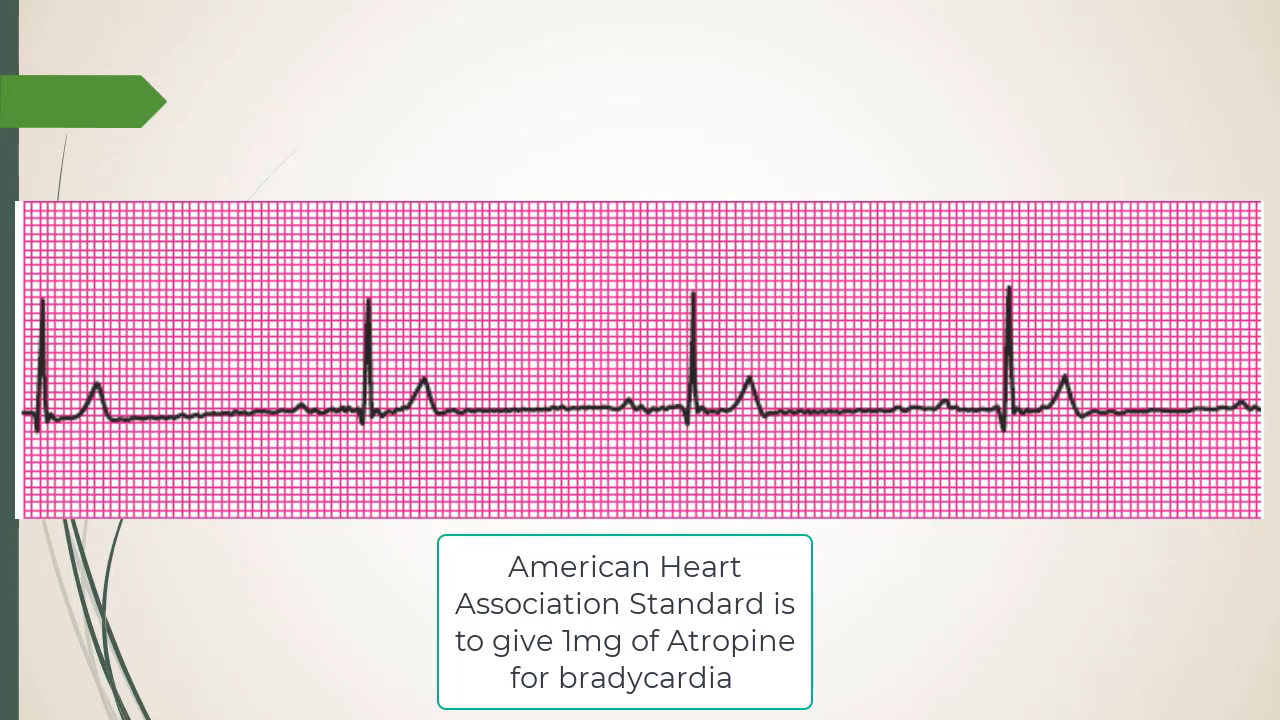 American Heart
Association Standard is
to give 1mg of Atropine
for bradycardia